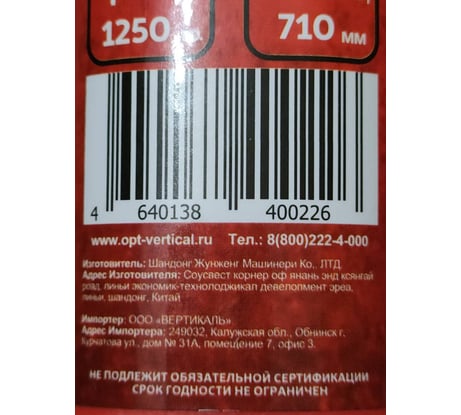 1250
710 мм
4 640138 400226
www.opt-vertical.ru Тел.: 8(800)222-4-000
Изготовитель: Шандонг Жунженг Машинери Ко., ЛТД.
Адрес Изготовителя: Соусвест корнер оф янань энд ксянгай
роад, линьи экономик-технолоджикал девелопмент эреа,
линьи, шандонг, Китай
Импортер: ООО «ВЕРТИКАЛЬ»
Адрес Импортера: 249032, Калужская обл., Обнинск г,
Курчатова ул., дом № 31А, помещение 7, офис 3.
НЕ ПОДЛЕЖИТ ОБЯЗАТЕЛЬНОЙ СЕРТИФИКАЦИИ
СРОК ГОДНОСТИ НЕ ОГРАНИЧЕН